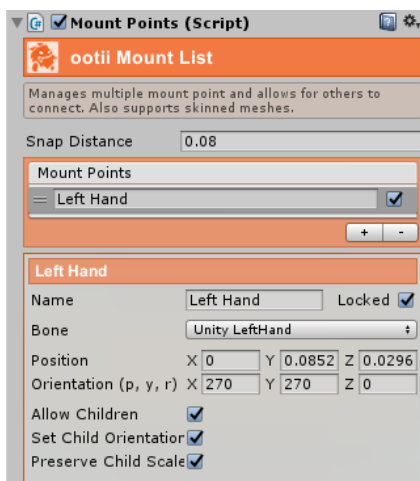 Mount Points (Script)
ootii Mount List
Manages multiple mount point and allows for others to
connect. Also supports skinned meshes.
Snap Distance 0.08
Mount Points
= Left Hand
+ -
Left Hand
Name Left Hand Locked
Bone Unity LeftHand
Position X 0 Y 0.0852 Z 0.0296
Orientation (p, y, r) X 270 Y 270 Z 0
Allow Children
Set Child Orientation
Preserve Child Scale